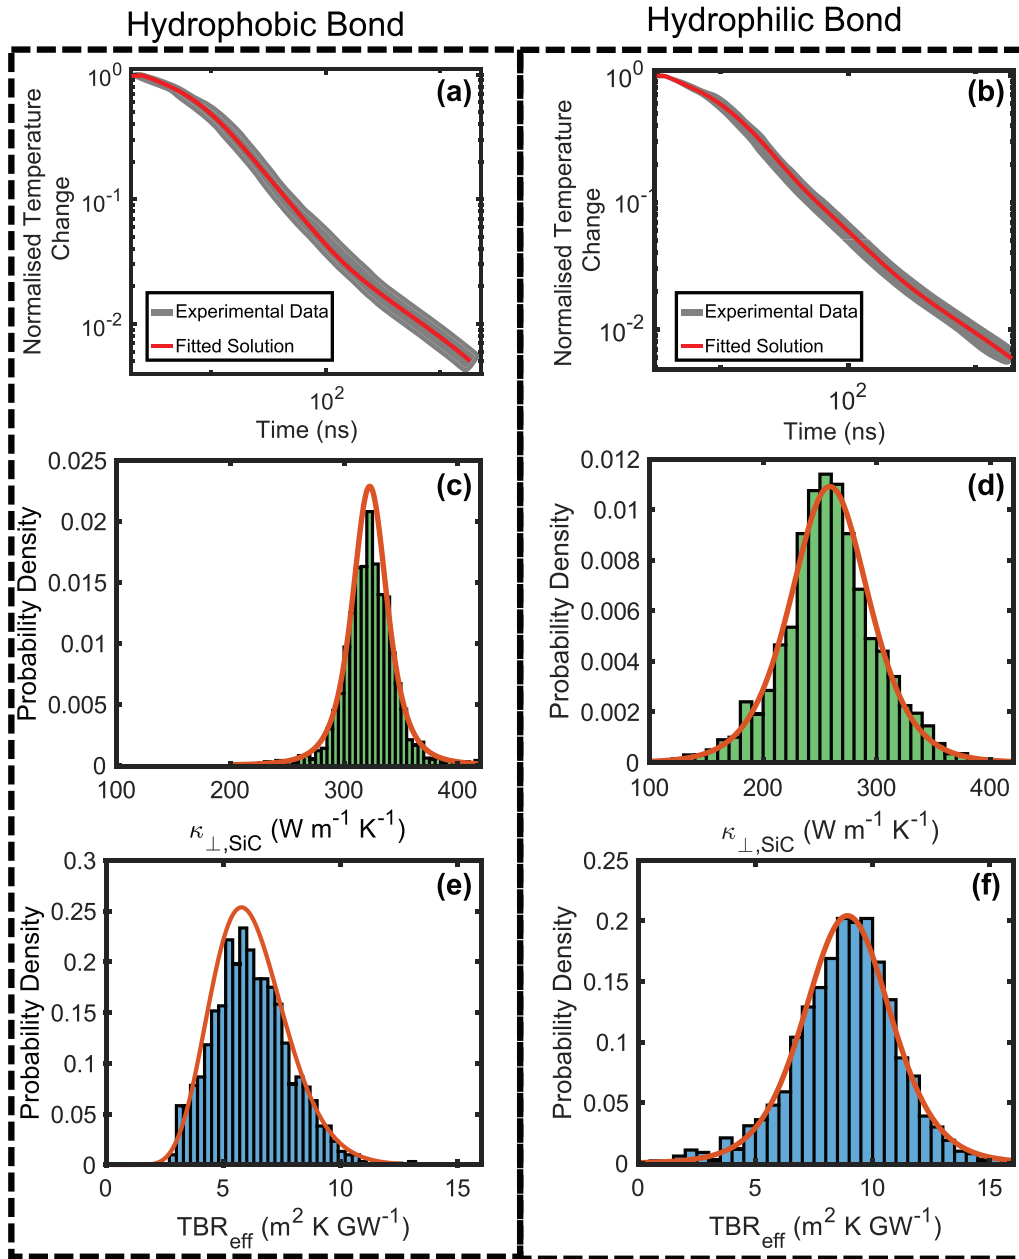 Hydrophobic Bond
Hydrophilic Bond
(a)
10^0
10^-1
10^-2
Normalised Temperature
Change
Experimental Data
Fitted Solution
10^2
Time (ns)
(b)
10^0
10^-1
10^-2
Normalised Temperature
Change
Experimental Data
Fitted Solution
10^2
Time (ns)
(c)
0.025
0.02
0.015
0.01
0.005
0
Probability Density
100 200 300 400
κ⊥,SiC (W m^-1 K^-1)
(d)
0.012
0.01
0.008
0.006
0.004
0.002
0
Probability Density
100 200 300 400
κ⊥,SiC (W m^-1 K^-1)
(e)
0.3
0.25
0.2
0.15
0.1
0.05
0
Probability Density
0 5 10 15
TBR_eff (m^2 K GW^-1)
(f)
0.25
0.2
0.15
0.1
0.05
0
Probability Density
0 5 10 15
TBR_eff (m^2 K GW^-1)